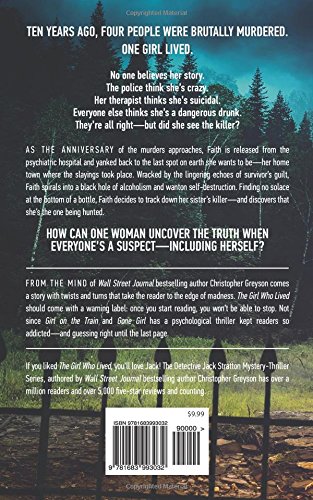 TEN YEARS AGO, FOUR PEOPLE WERE BRUTALLY MURDERED.
ONE GIRL LIVED.
No one believes her story.
The police think she's crazy.
Her therapist thinks she's suicidal.
Everyone else thinks she's a dangerous drunk.
They're all right—but did she see the killer?
AS THE ANNIVERSARY of the murders approaches, Faith is released from the
psychiatric hospital and yanked back to the last spot on earth she wants to be—her home
town where the slayings took place. Wracked by the lingering echoes of survivor's guilt,
Faith spirals into a black hole of alcoholism and wanton self-destruction. Finding no solace
at the bottom of a bottle, Faith decides to track down her sister's killer—and discovers that
she's the one being hunted.
HOW CAN ONE WOMAN UNCOVER THE TRUTH WHEN
EVERYONE'S A SUSPECT—INCLUDING HERSELF?
FROM THE MIND OF Wall Street Journal bestselling author Christopher Greyson comes
a story with twists and turns that take the reader to the edge of madness. The Girl Who Lived
should come with a warning label: once you start reading, you won't be able to stop. Not
since Girl on the Train and Gone Girl has a psychological thriller kept readers so
addicted—and guessing right until the last page.
If you liked The Girl Who Lived, you'll love Jack! The Detective Jack Stratton Mystery-Thriller
Series, authored by Wall Street Journal bestselling author Christopher Greyson has over a
million readers and over 5,000 five-star reviews and counting.
$9.99
ISBN 9781683993032
90000 >
9 781683 993032